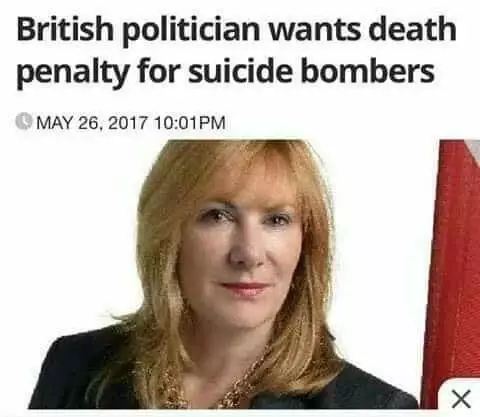 British politician wants death
penalty for suicide bombers
MAY 26, 2017 10:01PM